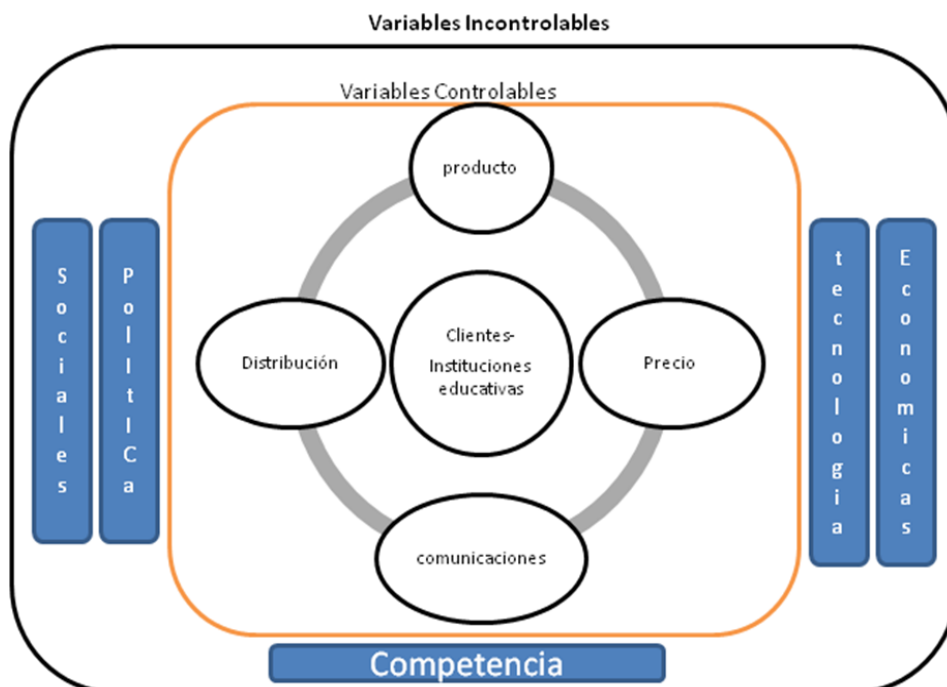 Variables Incontrolables
Variables Controlables
producto
Sociales
PolItICa
Distribución
Clientes-
Instituciones
educativas
Precio
tecnologia
Economicas
comunicaciones
Competencia